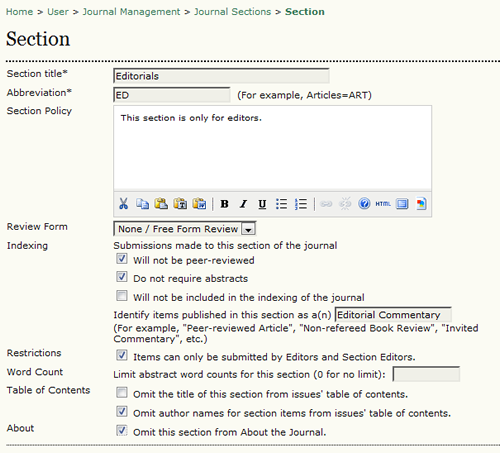 Home > User > Journal Management > Journal Sections > Section
Section
Section title* Editorials
Abbreviation* ED (For example, Articles=ART)
Section Policy
This section is only for editors.
B I U HTML
Review Form None / Free Form Review
Indexing Submissions made to this section of the journal
Will not be peer-reviewed
Do not require abstracts
Will not be included in the indexing of the journal
Identify items published in this section as a(n) Editorial Commentary
(For example, "Peer-reviewed Article", "Non-refereed Book Review", "Invited
Commentary", etc.)
Restrictions Items can only be submitted by Editors and Section Editors.
Word Count Limit abstract word counts for this section (0 for no limit):
Table of Contents Omit the title of this section from issues' table of contents.
Omit author names for section items from issues' table of contents.
About Omit this section from About the Journal.